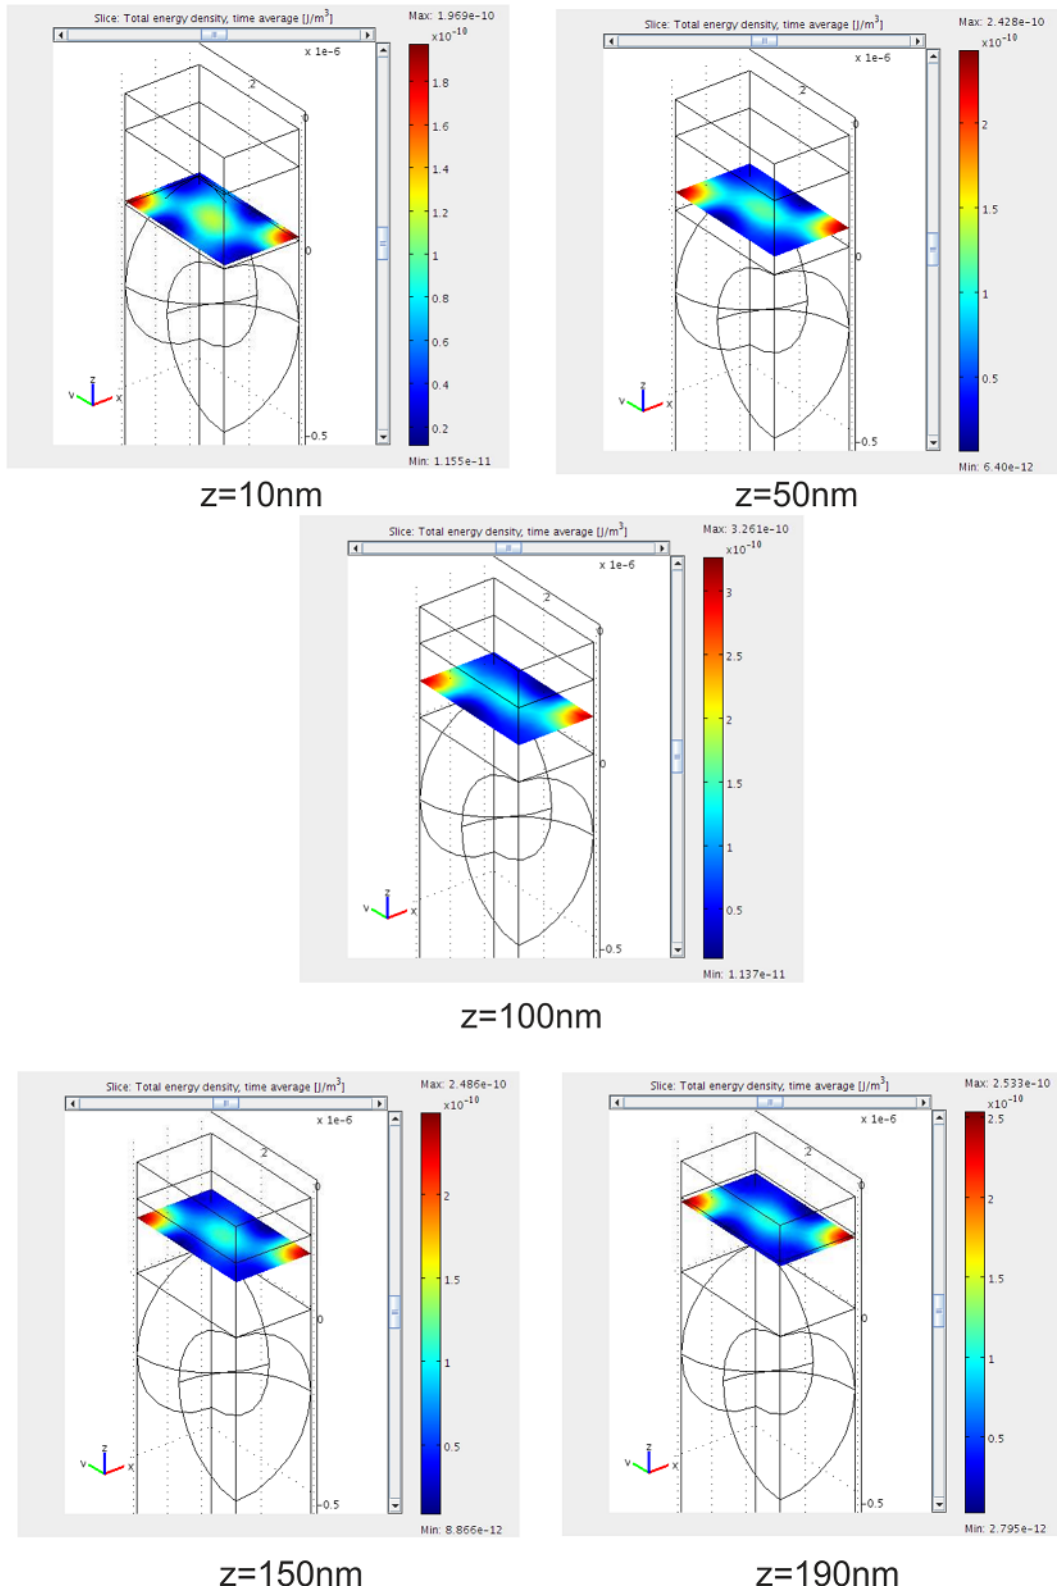 Slice: Total energy density, time average [J/m³]
Max: 1.969e-10
x10⁻¹⁰
x 1e-6
2
0
0
-0.5
z
y
x
1.8
1.6
1.4
1.2
1
0.8
0.6
0.4
0.2
Min: 1.155e-11
z=10nm
Slice: Total energy density, time average [J/m³]
Max: 2.428e-10
x10⁻¹⁰
x 1e-6
2
0
0
-0.5
z
y
x
2
1.5
1
0.5
Min: 6.40e-12
z=50nm
Slice: Total energy density, time average [J/m³]
Max: 3.261e-10
x10⁻¹⁰
x 1e-6
2
0
0
-0.5
z
y
x
3
2.5
2
1.5
1
0.5
Min: 1.137e-11
z=100nm
Slice: Total energy density, time average [J/m³]
Max: 2.486e-10
x10⁻¹⁰
x 1e-6
2
0
0
-0.5
z
y
x
2
1.5
1
0.5
Min: 8.866e-12
z=150nm
Slice: Total energy density, time average [J/m³]
Max: 2.533e-10
x10⁻¹⁰
x 1e-6
2
0
0
-0.5
z
y
x
2.5
2
1.5
1
0.5
Min: 2.795e-12
z=190nm